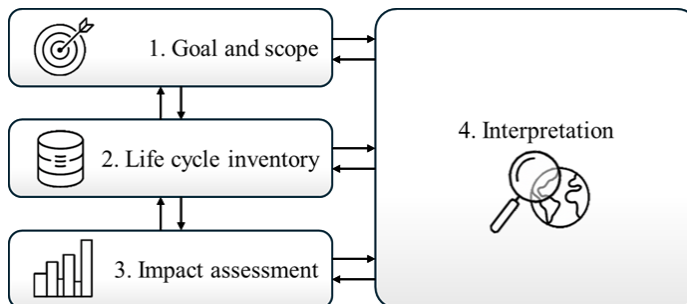 1. Goal and scope
2. Life cycle inventory
3. Impact assessment
4. Interpretation